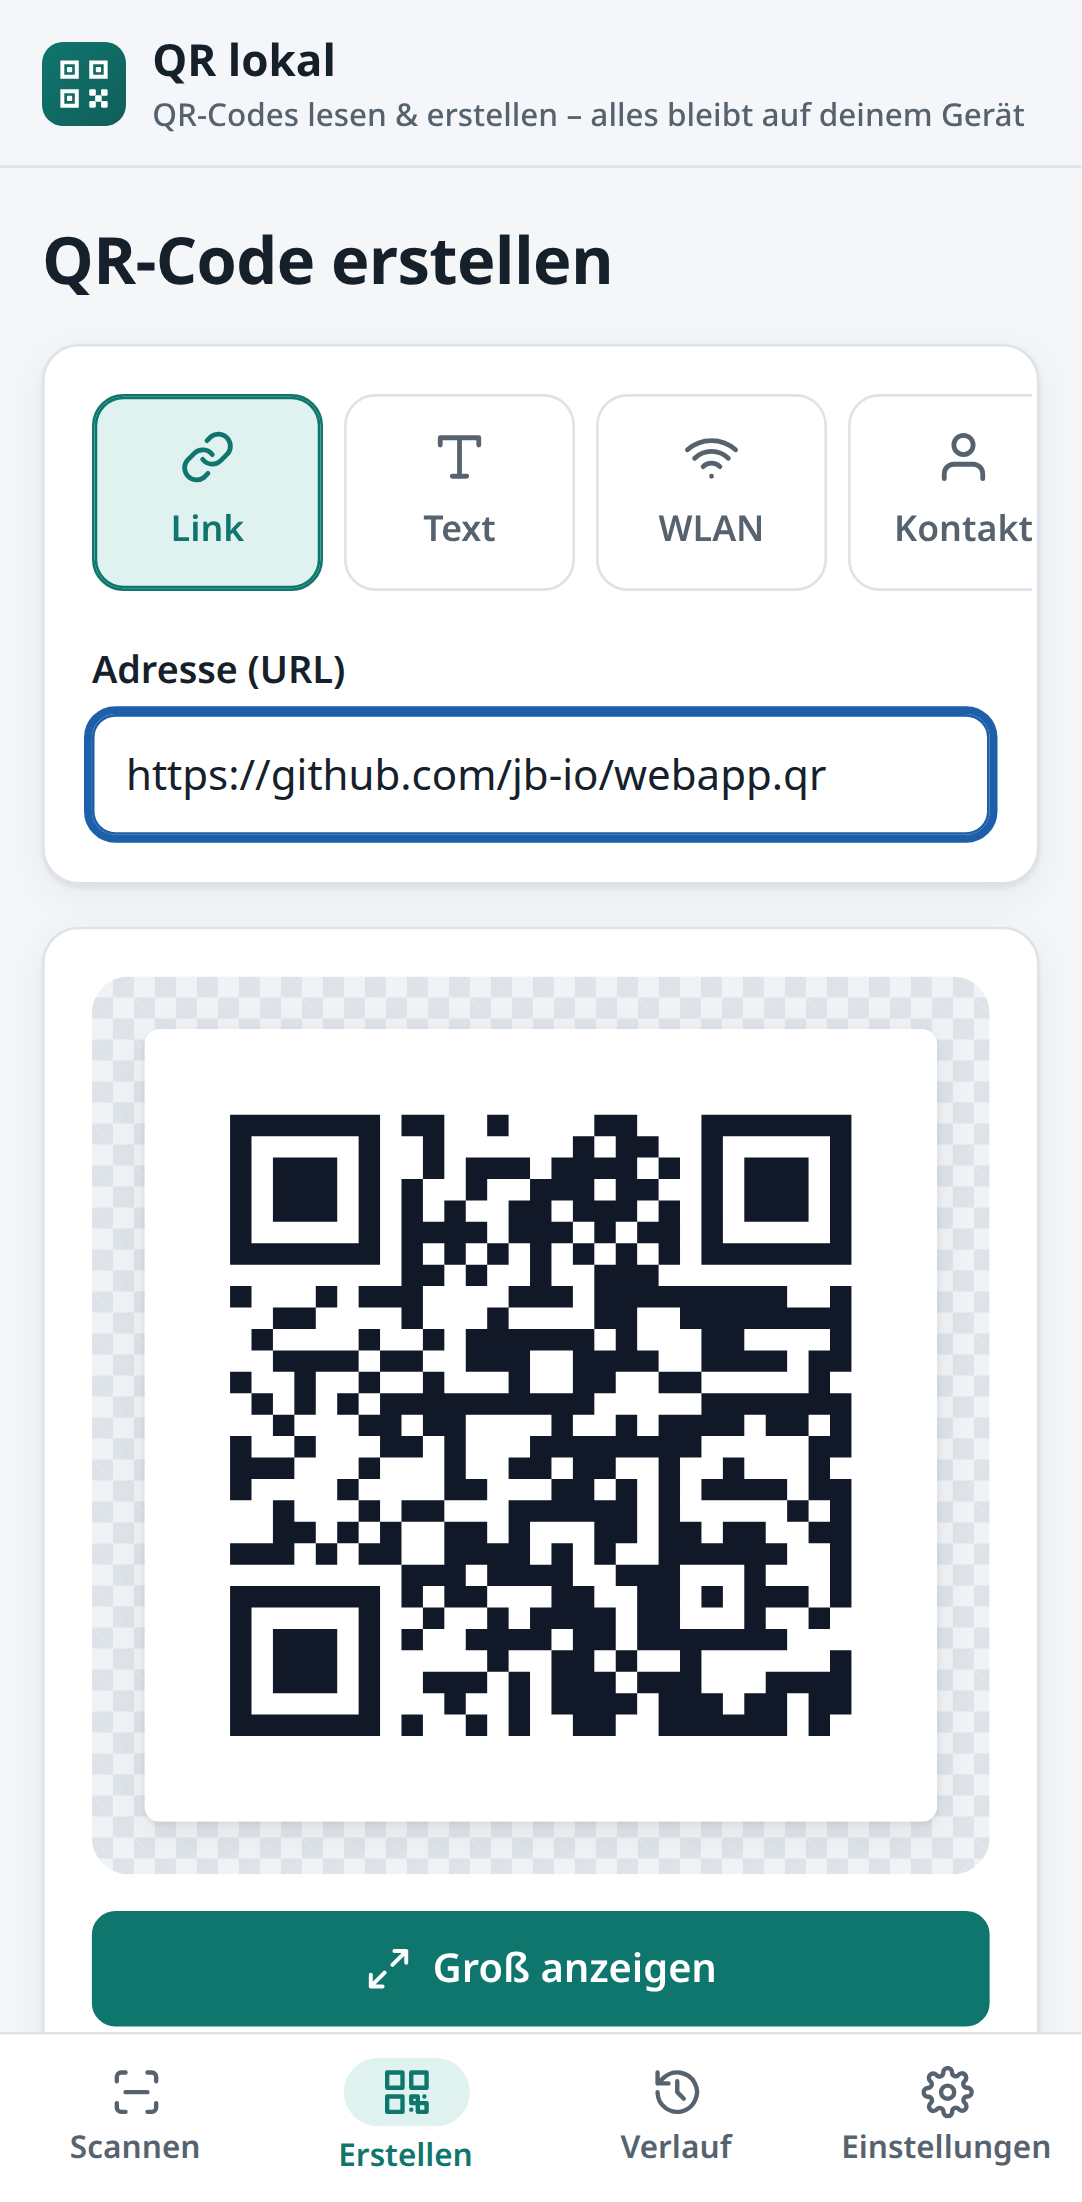 QR lokal
QR-Codes lesen & erstellen – alles bleibt auf deinem Gerät
QR-Code erstellen
Link
Text
WLAN
Kontakt
Adresse (URL)
https://github.com/jb-io/webapp.qr
Groß anzeigen
Scannen
Erstellen
Verlauf
Einstellungen